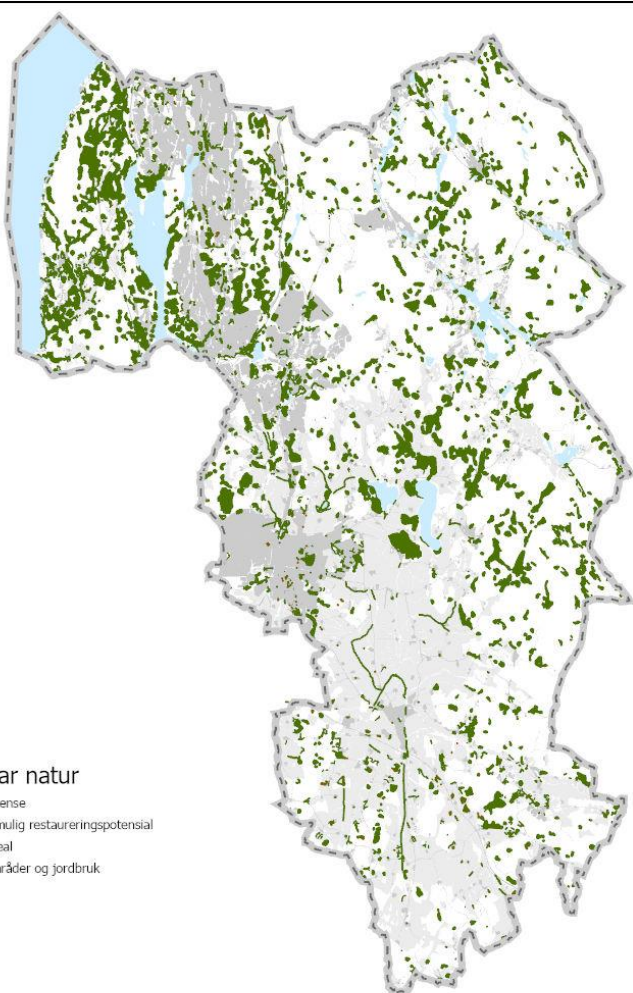 ar natur
ense
mulig restaureringspotensial
eal
råder og jordbruk